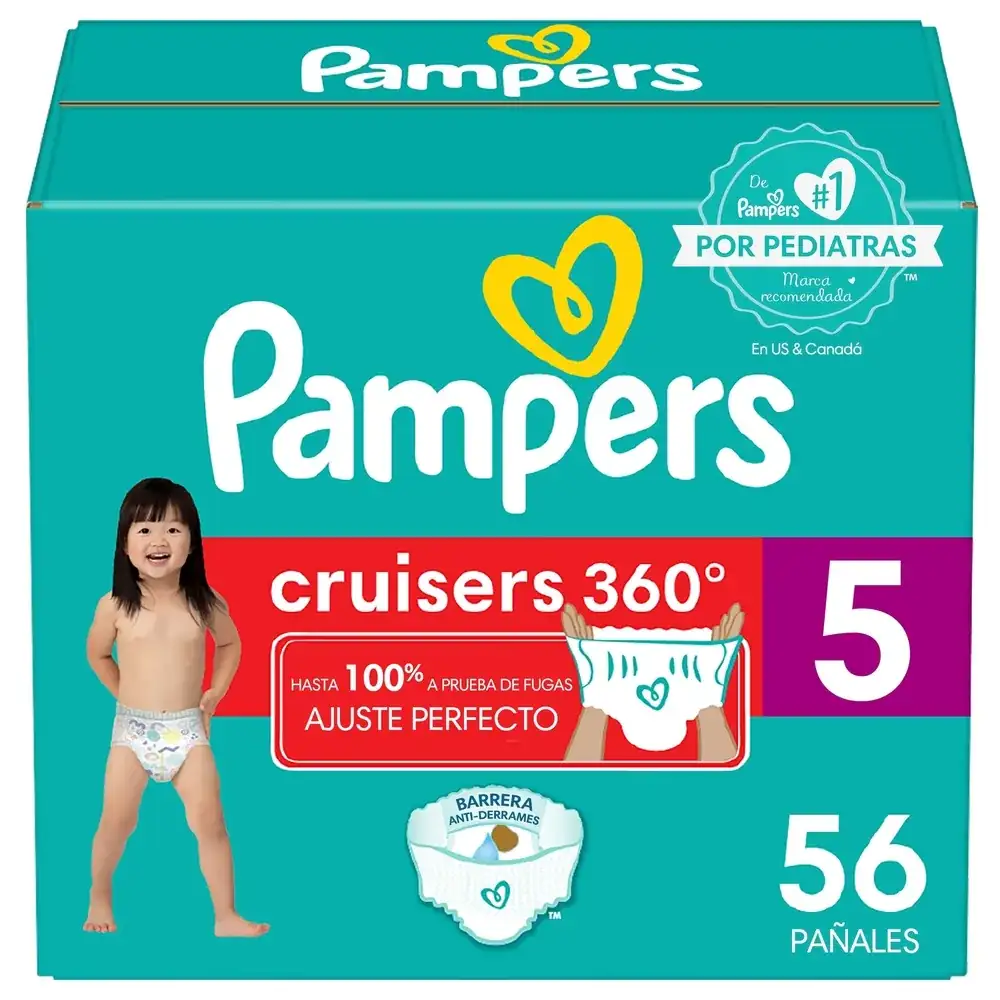 Pampers
De
Pampers #1
POR PEDIATRAS
Marca
recomendada
TM
En US & Canadá
Pampers
cruisers 360°
5
HASTA 100% A PRUEBA DE FUGAS
AJUSTE PERFECTO
BARRERA
ANTI-DERRAMES
TM
56
PAÑALES